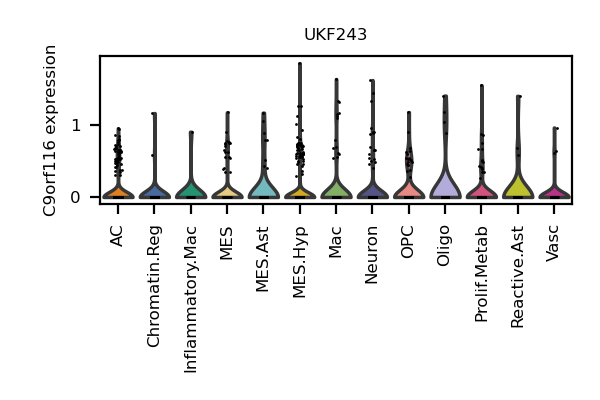 UKF243
C9orf116 expression
1
0
AC
Chromatin.Reg
Inflammatory.Mac
MES
MES.Ast
MES.Hyp
Mac
Neuron
OPC
Oligo
Prolif.Metab
Reactive.Ast
Vasc